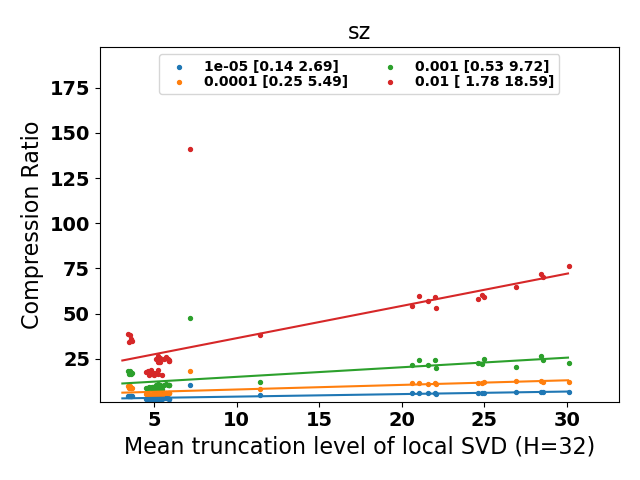 sz
1e-05 [0.14 2.69]
0.0001 [0.25 5.49]
0.001 [0.53 9.72]
0.01 [ 1.78 18.59]
Compression Ratio
175
150
125
100
75
50
25
5 10 15 20 25 30
Mean truncation level of local SVD (H=32)